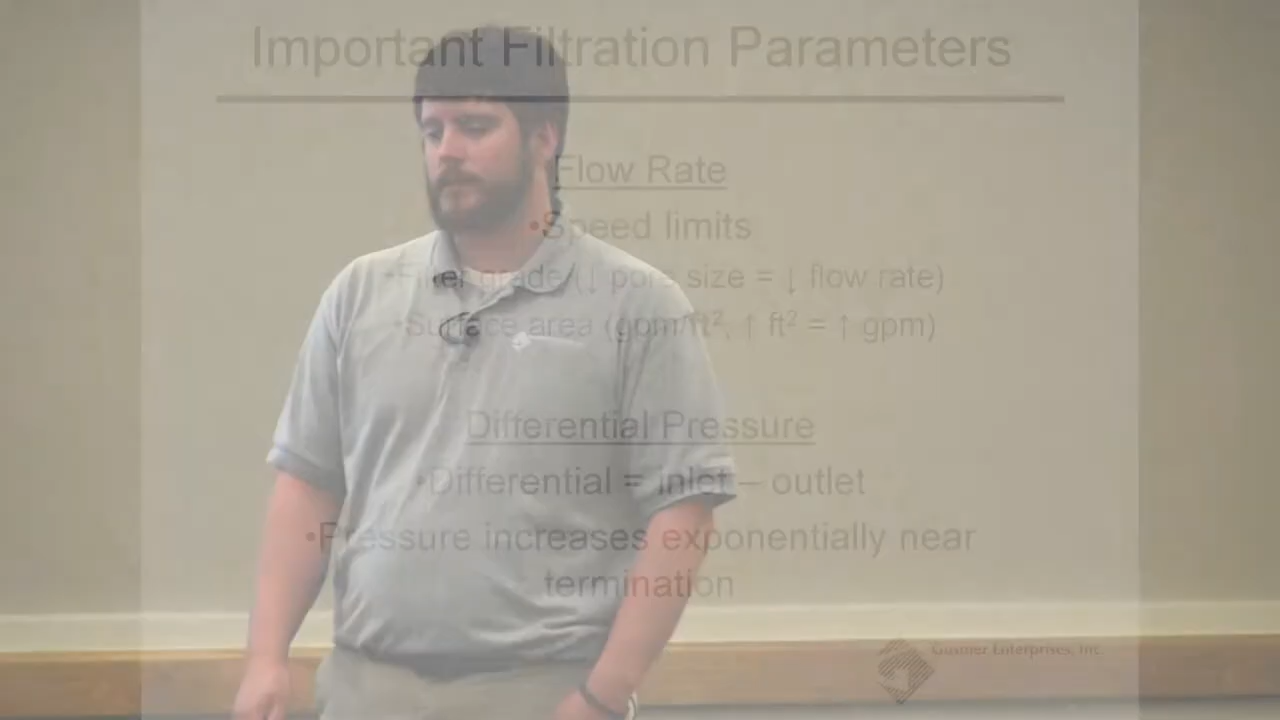 Important Filtration Parameters
Flow Rate
•Speed limits
•Filter grade (↓ pore size = ↓ flow rate)
•Surface area (gpm/ft², ↑ ft² = ↑ gpm)
Differential Pressure
•Differential = inlet – outlet
•Pressure increases exponentially near
termination
Gusmer Enterprises, Inc.